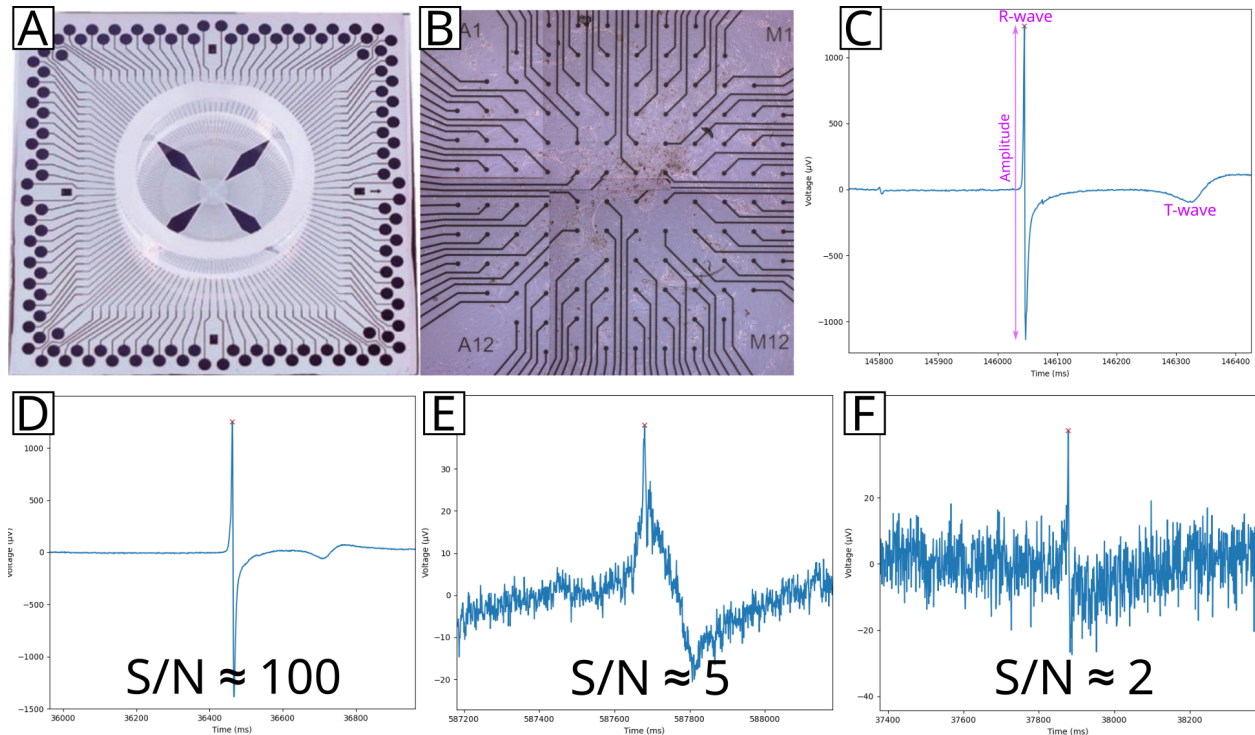 A
B
A1
M1
A12
M12
C
R-wave
Amplitude
T-wave
Voltage (µV)
1000
500
0
−500
−1000
145800
145900
146000
146100
146200
146300
146400
Time (ms)
D
Voltage (µV)
1000
500
0
−500
−1000
−1500
S/N ≈ 100
36000
36200
36400
36600
36800
Time (ms)
E
Voltage (µV)
30
20
10
0
−10
−20
S/N ≈ 5
587200
587400
587600
587800
588000
Time (ms)
F
Voltage (µV)
20
0
−20
−40
S/N ≈ 2
37400
37600
37800
38000
38200
Time (ms)